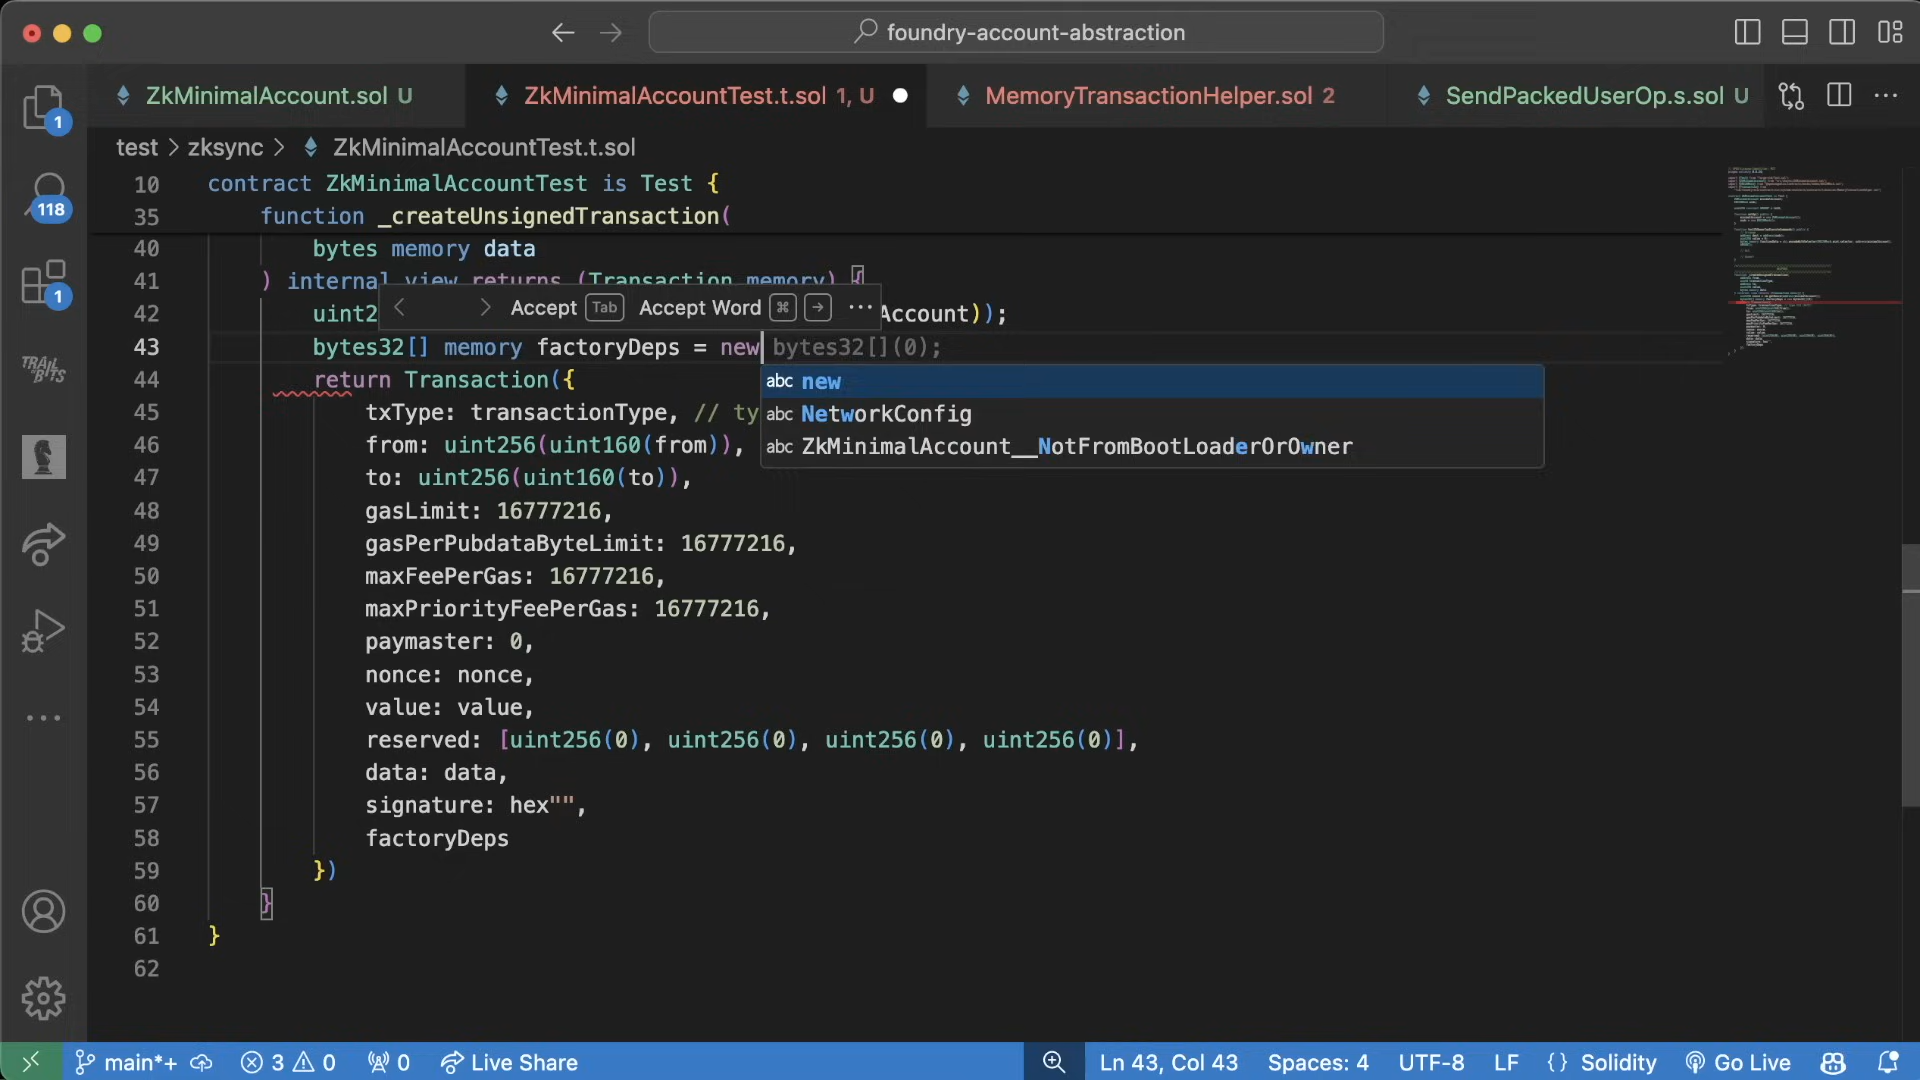 foundry-account-abstraction
ZkMinimalAccount.sol U
ZkMinimalAccountTest.t.sol 1, U
MemoryTransactionHelper.sol 2
SendPackedUserOp.s.sol U
test > zksync > ZkMinimalAccountTest.t.sol
1
118
1
TRAIL OF BITS
10 contract ZkMinimalAccountTest is Test {
35 function _createUnsignedTransaction(
40 bytes memory data
41 ) internal view returns (Transaction memory) {
Accept Tab Accept Word ⌘ → ...
42 uint2 Account));
43 bytes32[] memory factoryDeps = new bytes32[](0);
44 return Transaction({
abc new
45 txType: transactionType, // ty
abc NetworkConfig
46 from: uint256(uint160(from)),
abc ZkMinimalAccount__NotFromBootLoaderOrOwner
47 to: uint256(uint160(to)),
48 gasLimit: 16777216,
49 gasPerPubdataByteLimit: 16777216,
50 maxFeePerGas: 16777216,
51 maxPriorityFeePerGas: 16777216,
52 paymaster: 0,
53 nonce: nonce,
54 value: value,
55 reserved: [uint256(0), uint256(0), uint256(0), uint256(0)],
56 data: data,
57 signature: hex"",
58 factoryDeps
59 })
60 }
61 }
62
main*+ 3 0 0 Live Share Ln 43, Col 43 Spaces: 4 UTF-8 LF {} Solidity Go Live